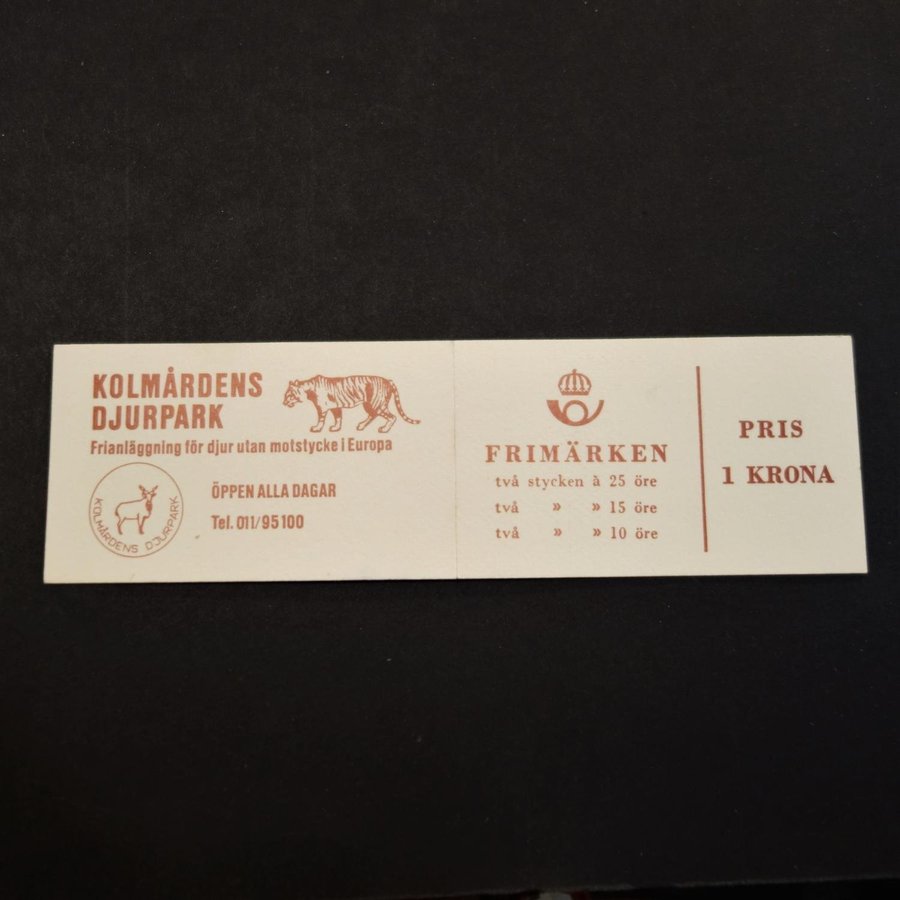 KOLMÅRDENS
DJURPARK
Frianläggning för djur utan motstycke i Europa
KOLMÅRDENS DJURPARK
ÖPPEN ALLA DAGAR
Tel. 011/95100
FRIMÄRKEN
två stycken à 25 öre
två » » 15 öre
två » » 10 öre
PRIS
1 KRONA